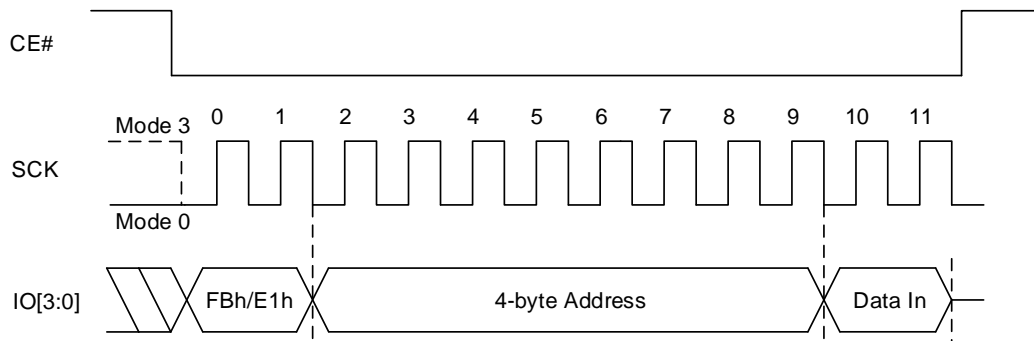 CE#
Mode 3
0 1 2 3 4 5 6 7 8 9 10 11
SCK
Mode 0
IO[3:0]
FBh/E1h
4-byte Address
Data In